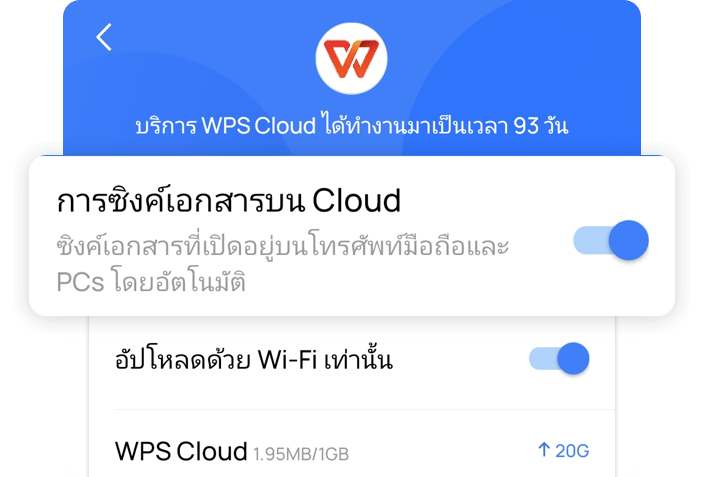 บริการ WPS Cloud ได้ทำงานมาเป็นเวลา 93 วัน
การซิงค์เอกสารบน Cloud
ซิงค์เอกสารที่เปิดอยู่บนโทรศัพท์มือถือและ
PCs โดยอัตโนมัติ
อัปโหลดด้วย Wi-Fi เท่านั้น
WPS Cloud 1.95MB/1GB ↑ 20G